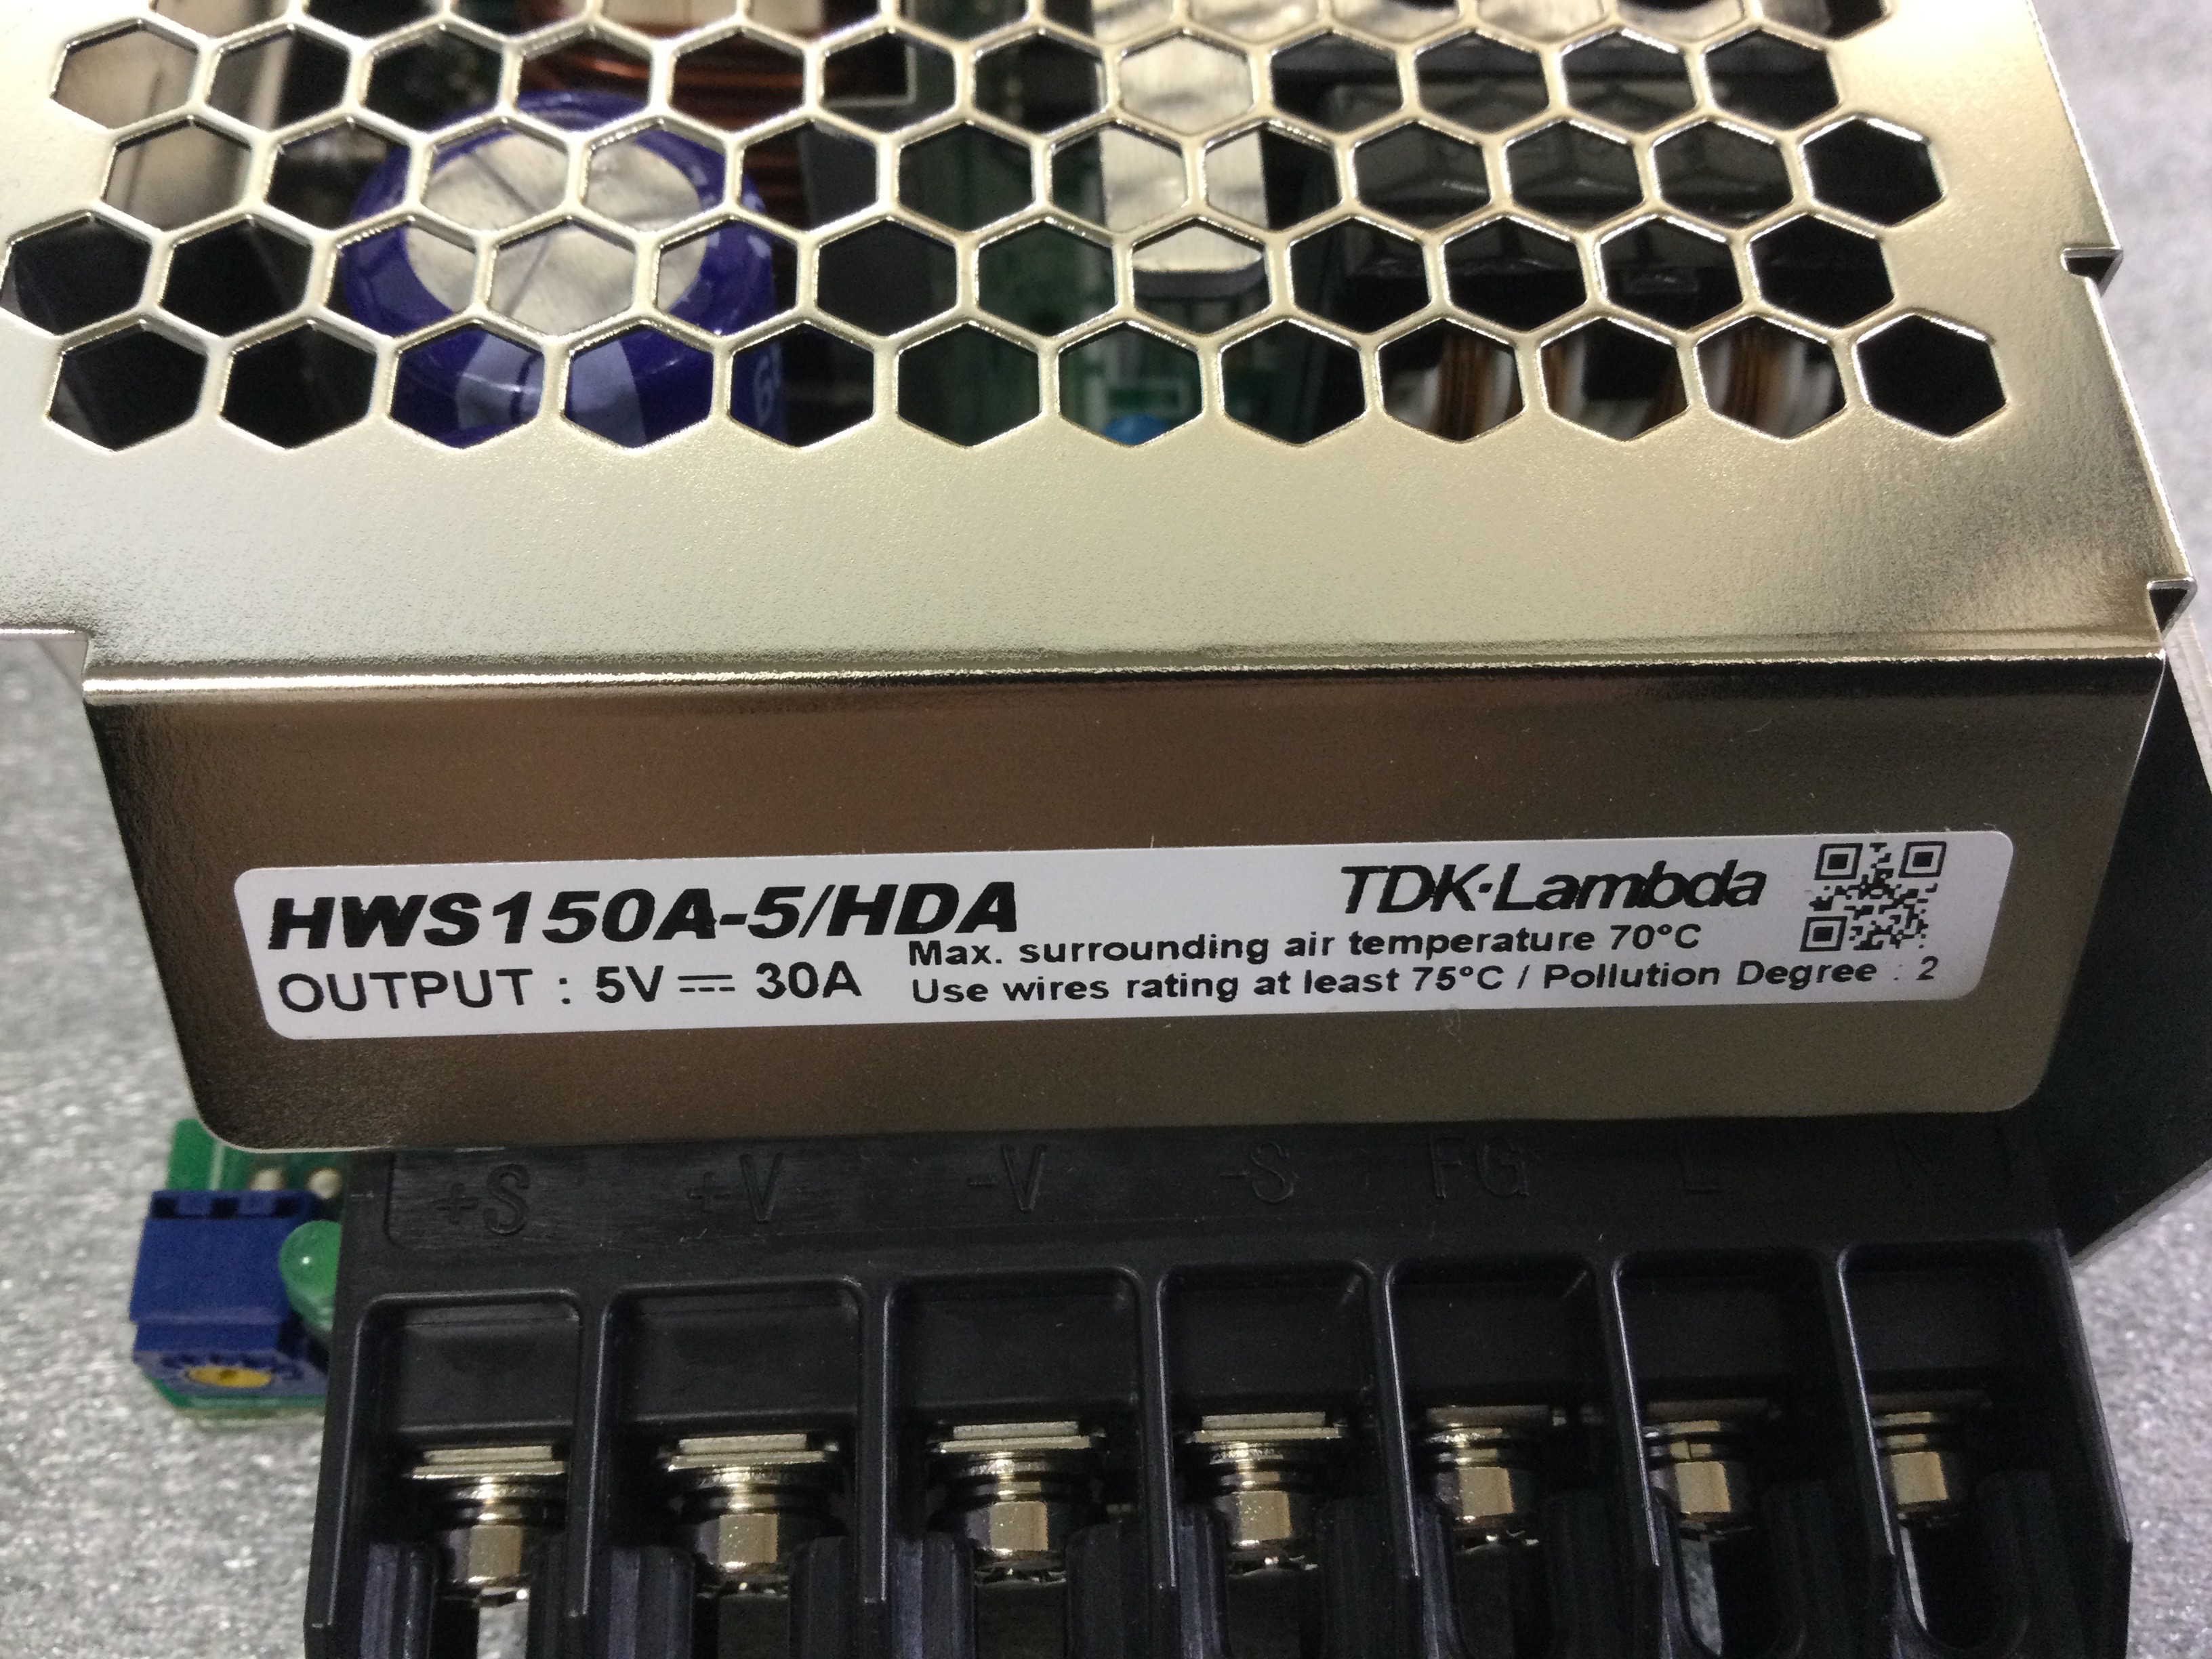 HWS150A-5/HDA
TDK·Lambda
OUTPUT : 5V⎓ 30A
Max. surrounding air temperature 70°C
Use wires rating at least 75°C / Pollution Degree : 2
+S +V -V -S FG L N